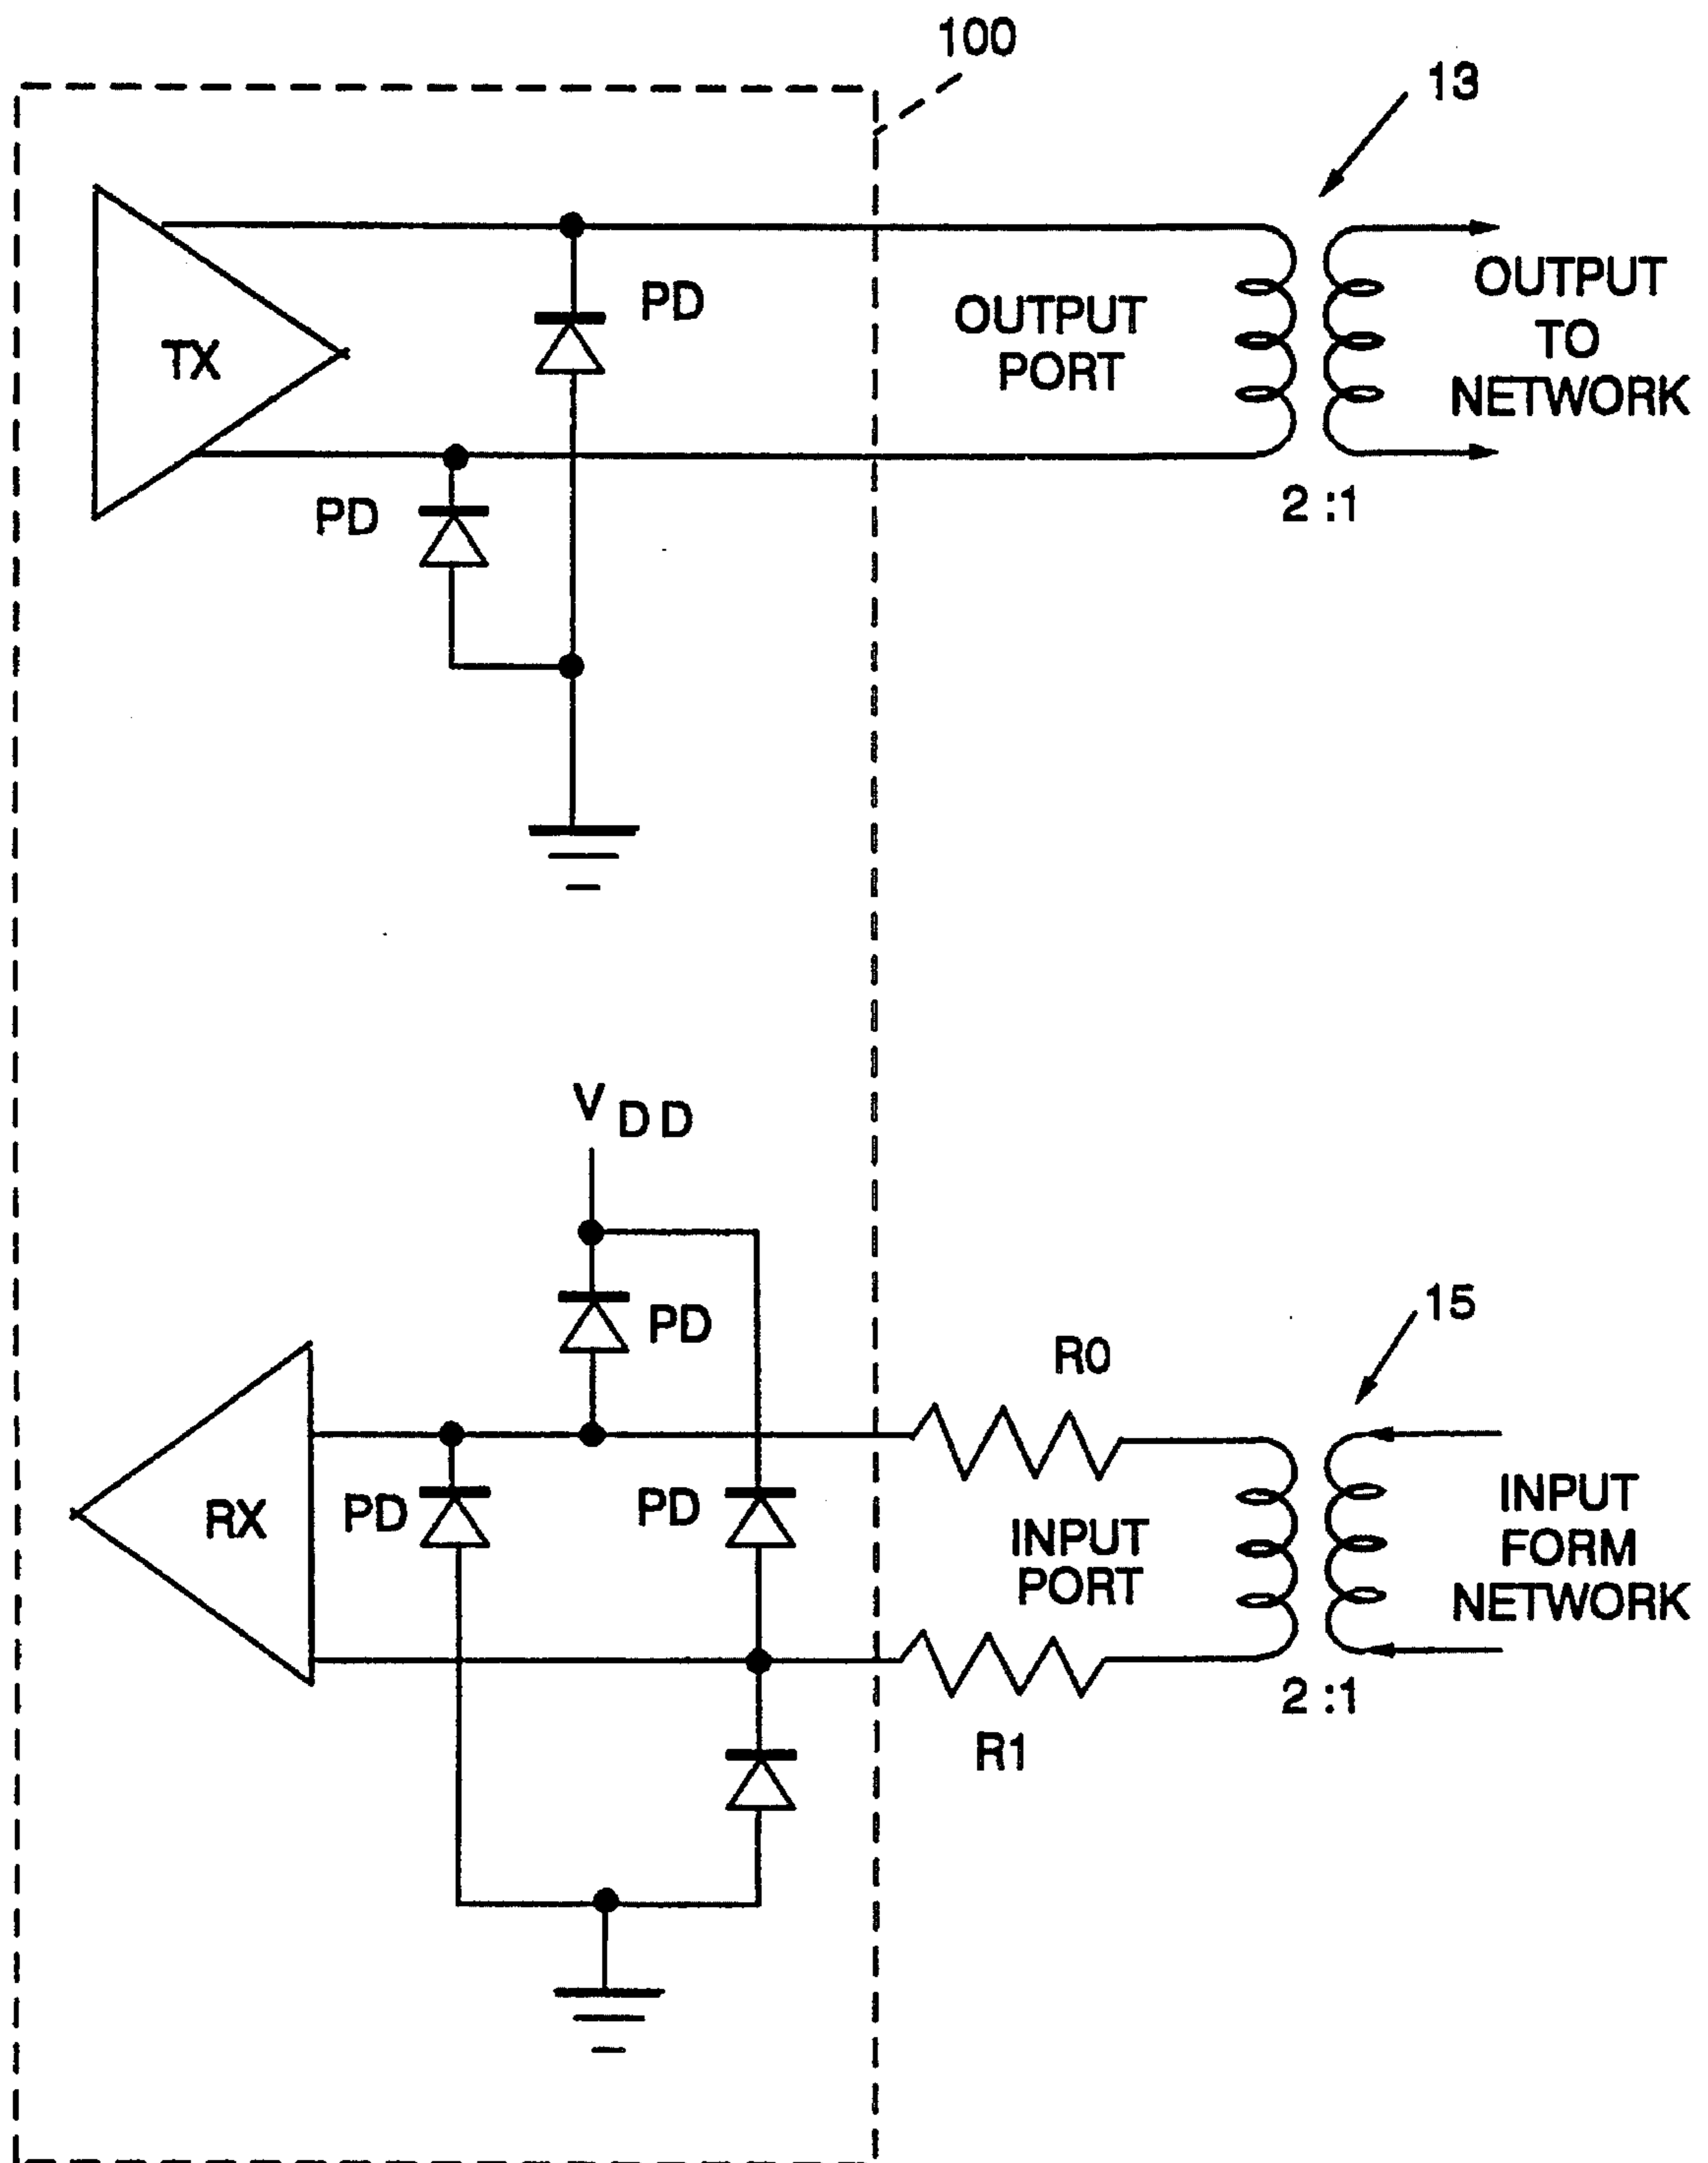 100
13
PD
TX
OUTPUT
PORT
OUTPUT
TO
NETWORK
PD
2 :1
V DD
15
R0
PD
RX
PD
PD
INPUT
PORT
INPUT
FORM
NETWORK
2 :1
R1